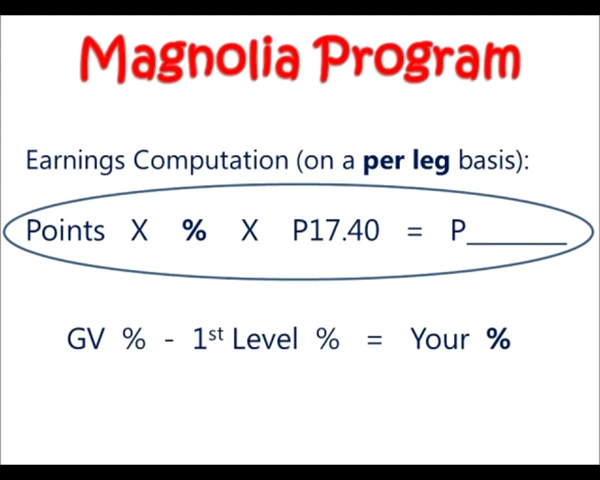 Magnolia Program
Earnings Computation (on a per leg basis):
Points X % X P17.40 = P_______
GV % - 1st Level % = Your %